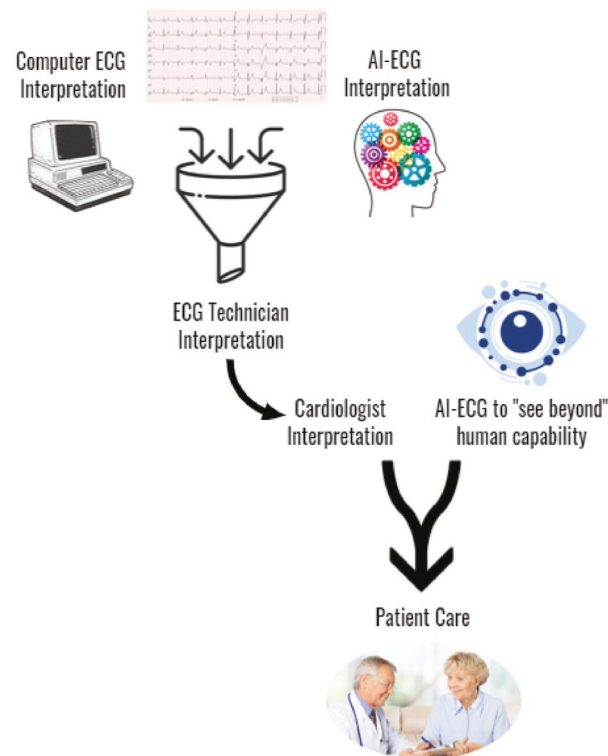 Computer ECG
Interpretation
AI-ECG
Interpretation
ECG Technician
Interpretation
Cardiologist
Interpretation
AI-ECG to "see beyond"
human capability
Patient Care